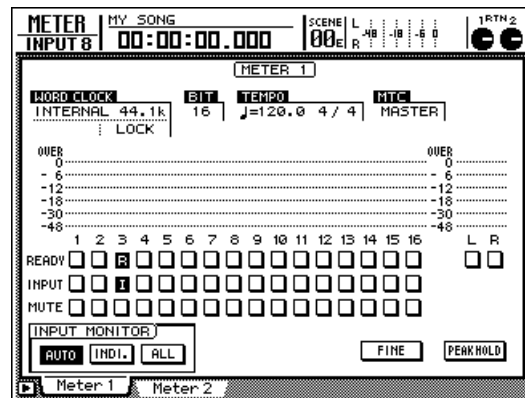 METER MY SONG SCENE L 1 RTN 2
INPUT 8 00:00:00.000 00E R -48 -18 -6 0
METER 1
WORD CLOCK BIT TEMPO MTC
INTERNAL 44.1k 16 ♩=120.0 4/4 MASTER
LOCK
OVER OVER
0 0
-6 -6
-12 -12
-18 -18
-30 -30
-48 -48
1 2 3 4 5 6 7 8 9 10 11 12 13 14 15 16 L R
READY R
INPUT I
MUTE
INPUT MONITOR
AUTO INDI. ALL FINE PEAKHOLD
Meter 1 Meter 2